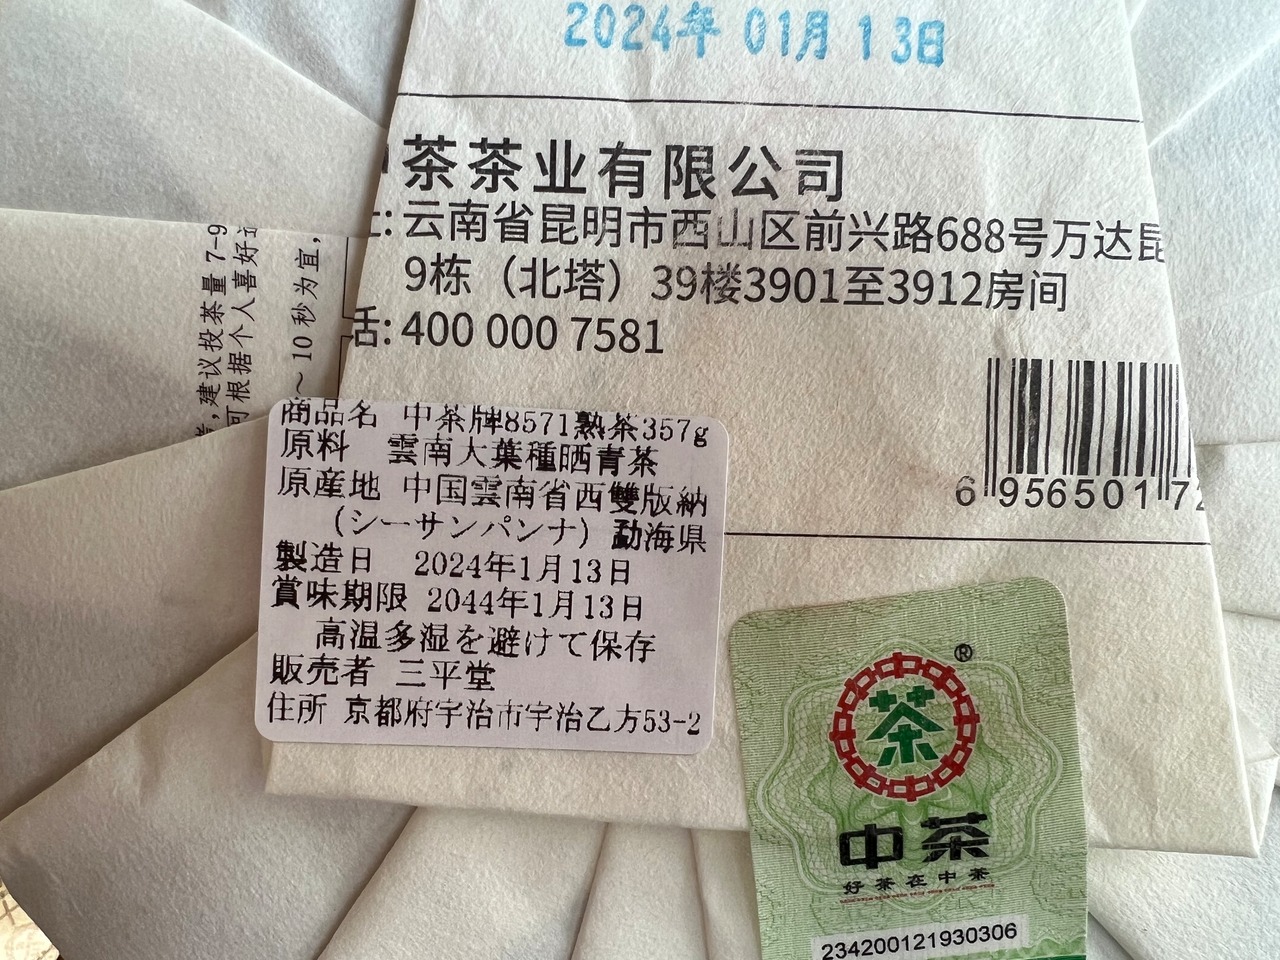 2024年 01月 13日
茶茶业有限公司
云南省昆明市西山区前兴路688号万达昆
9栋（北塔）39楼3901至3912房间
话: 400 000 7581
,建议投茶量 7-9
可根据个人喜好
～10 秒为宜,
6 956501 72
商品名 中茶牌8571熟茶357g
原料 雲南大葉種晒青茶
原産地 中国雲南省西雙版納
（シーサンパンナ）勐海県
製造日 2024年1月13日
賞味期限 2044年1月13日
高温多湿を避けて保存
販売者 三平堂
住所 京都府宇治市宇治乙方53-2
®
茶
中茶
好茶在中茶
234200121930306